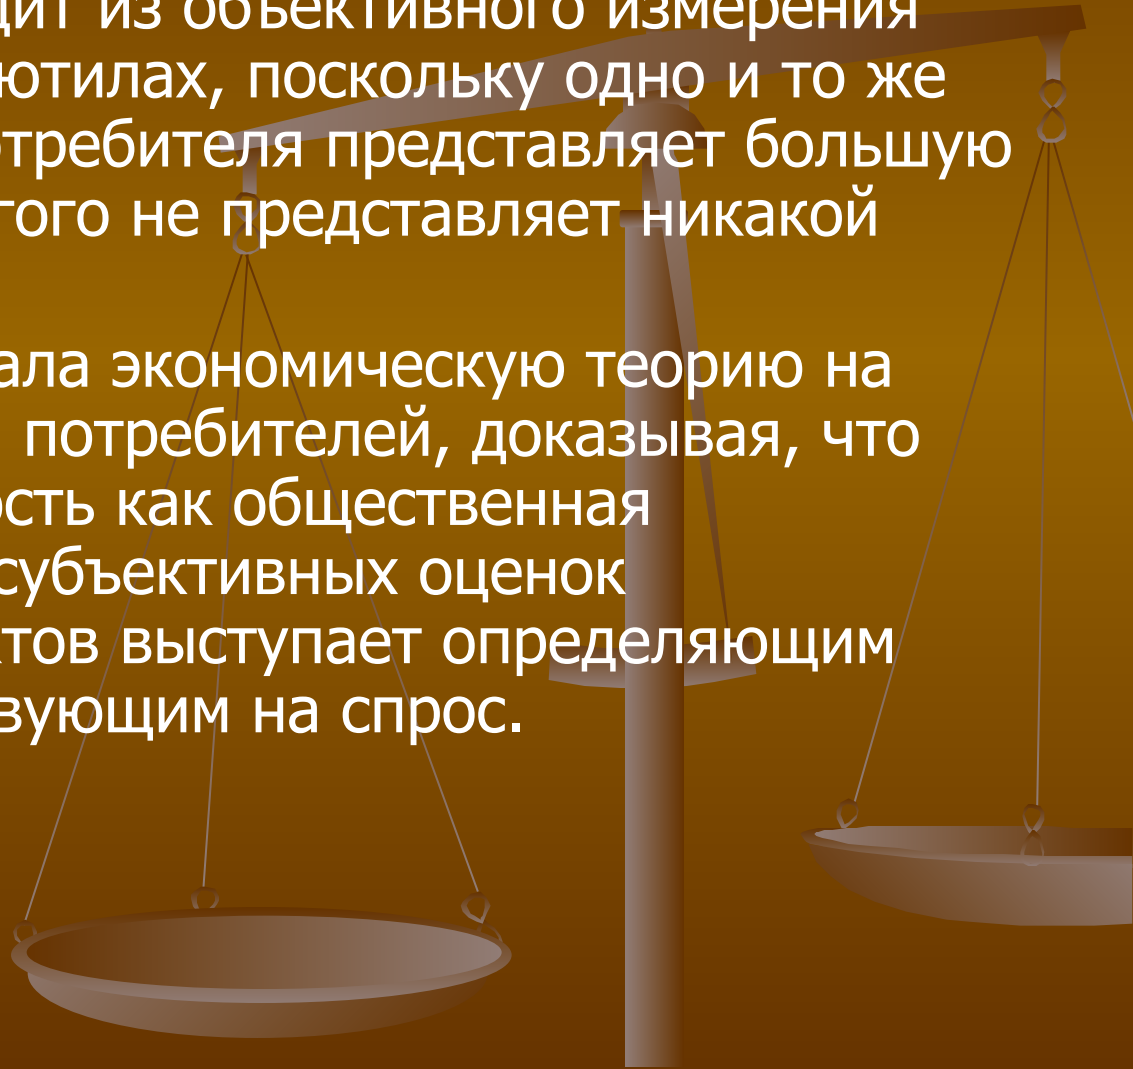 дит из объективного измерения
ютилах, поскольку одно и то же
отребителя представляет большую
гого не представляет никакой
ала экономическую теорию на
потребителей, доказывая, что
ость как общественная
субъективных оценок
ктов выступает определяющим
вующим на спрос.